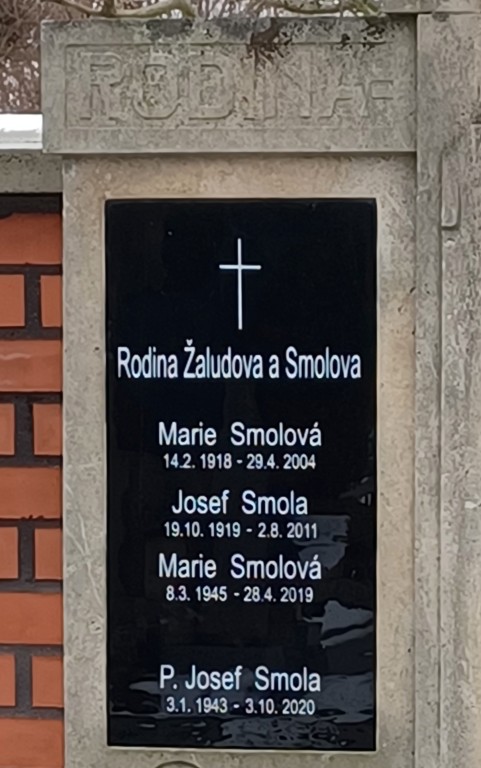 RODINA
Rodina Žaludova a Smolova
Marie Smolová
14.2. 1918 - 29.4. 2004
Josef Smola
19.10. 1919 - 2.8. 2011
Marie Smolová
8.3. 1945 - 28.4. 2019
P. Josef Smola
3.1. 1943 - 3.10. 2020